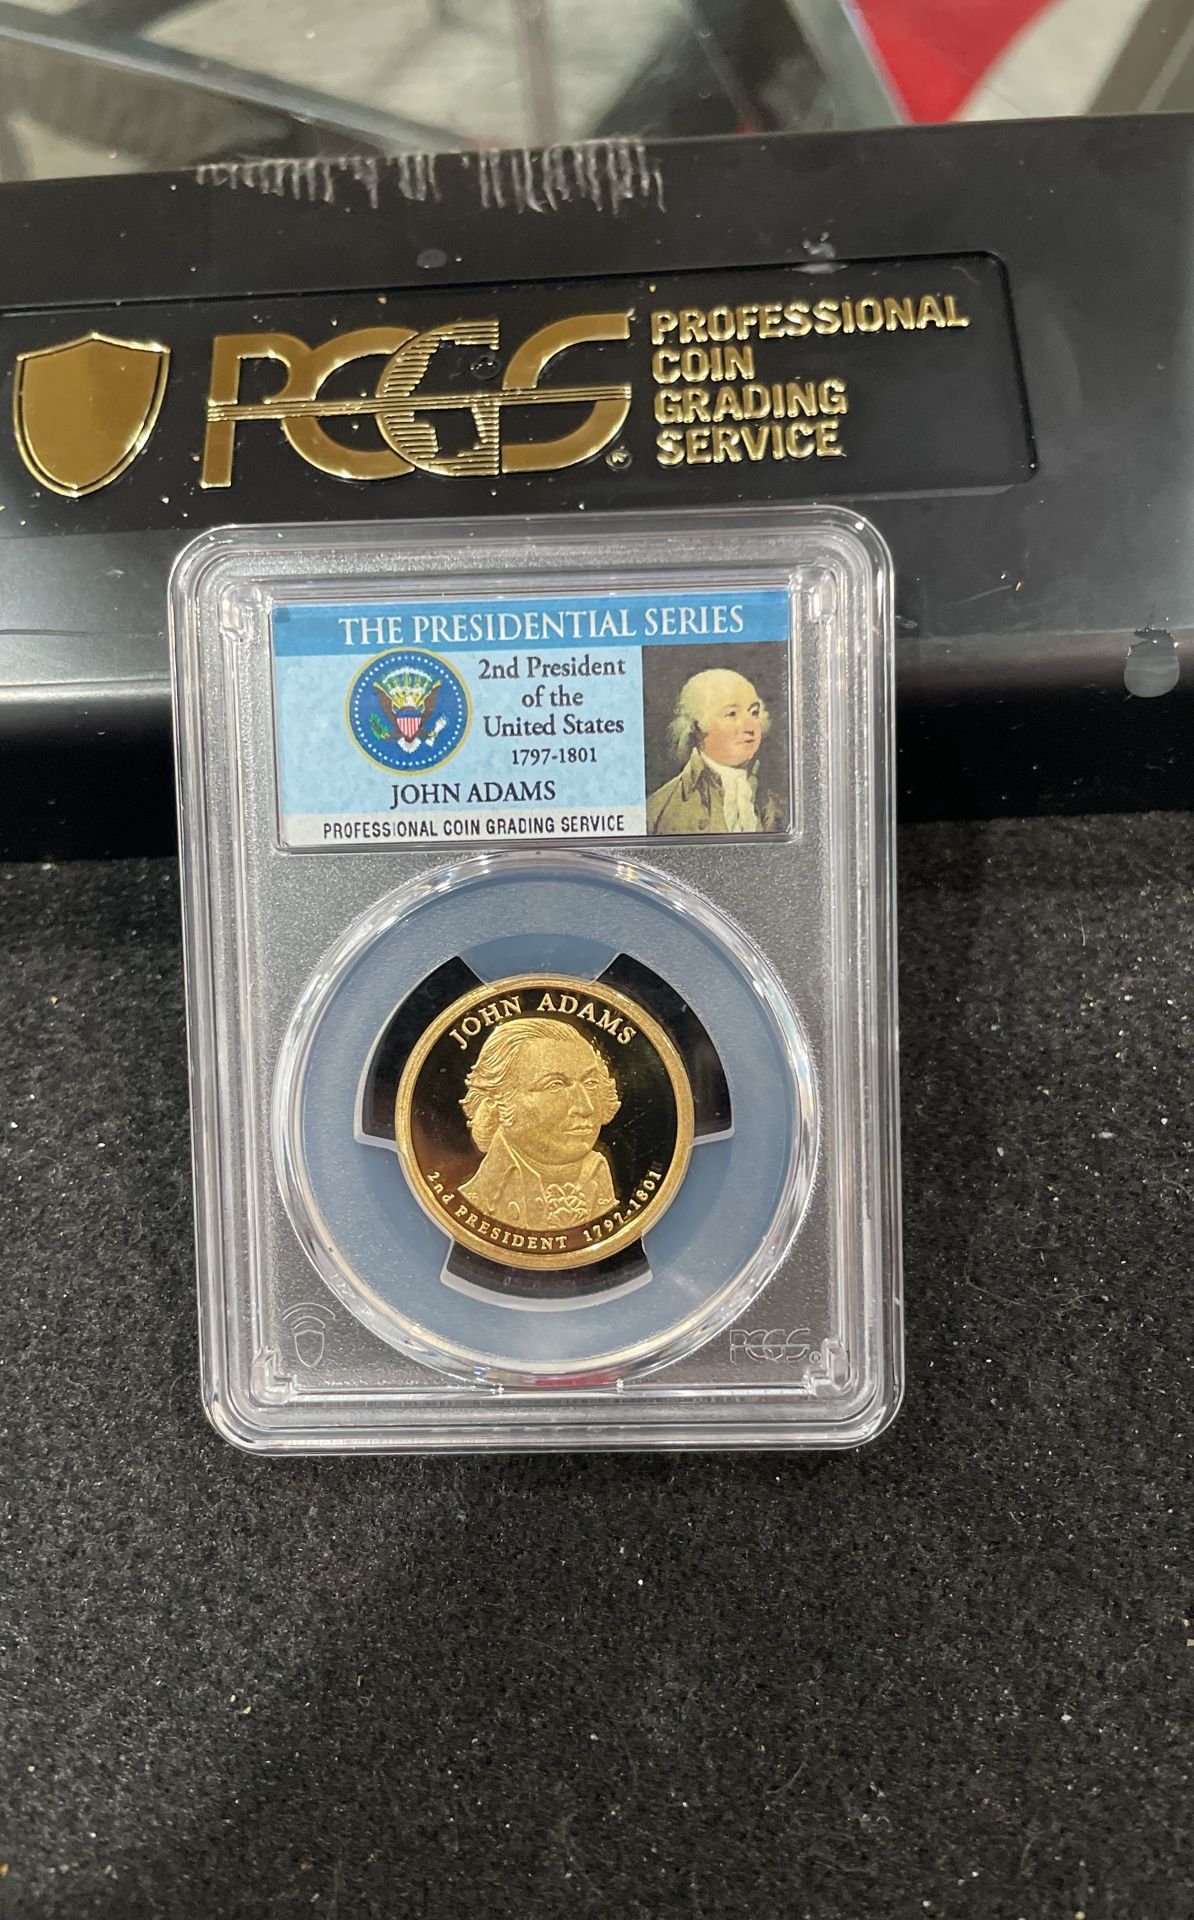 PCGS®
PROFESSIONAL
COIN
GRADING
SERVICE
THE PRESIDENTIAL SERIES
2nd President
of the
United States
1797-1801
JOHN ADAMS
PROFESSIONAL COIN GRADING SERVICE
JOHN ADAMS
2nd PRESIDENT 1797-1801
PCGS®